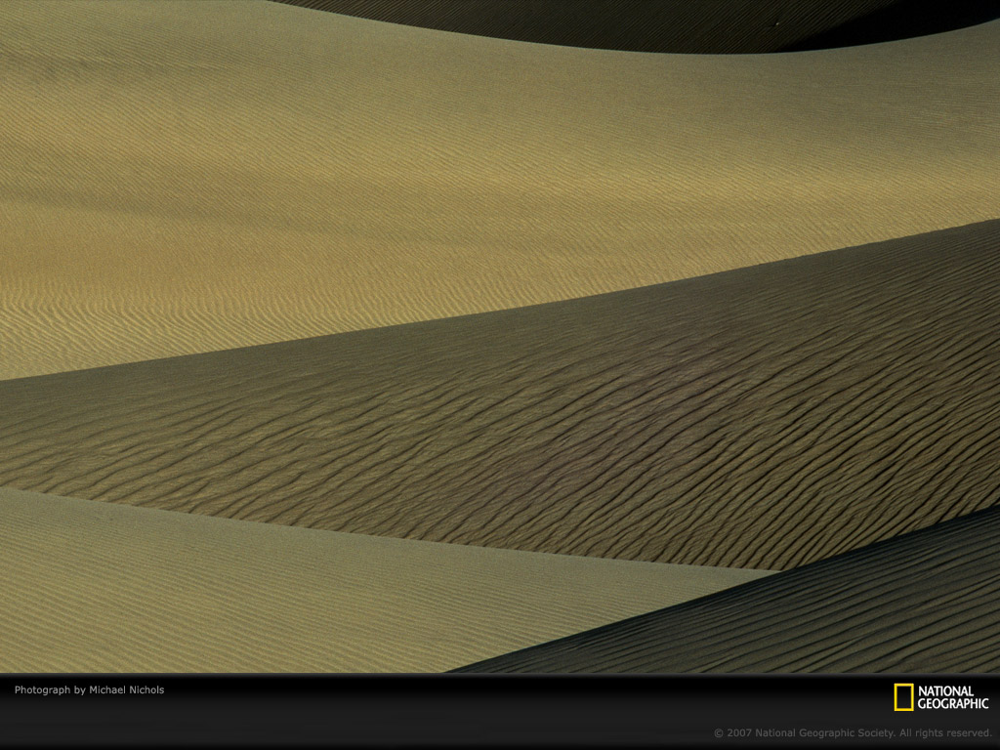 Photograph by Michael Nichols
NATIONAL
GEOGRAPHIC
© 2007 National Geographic Society. All rights reserved.